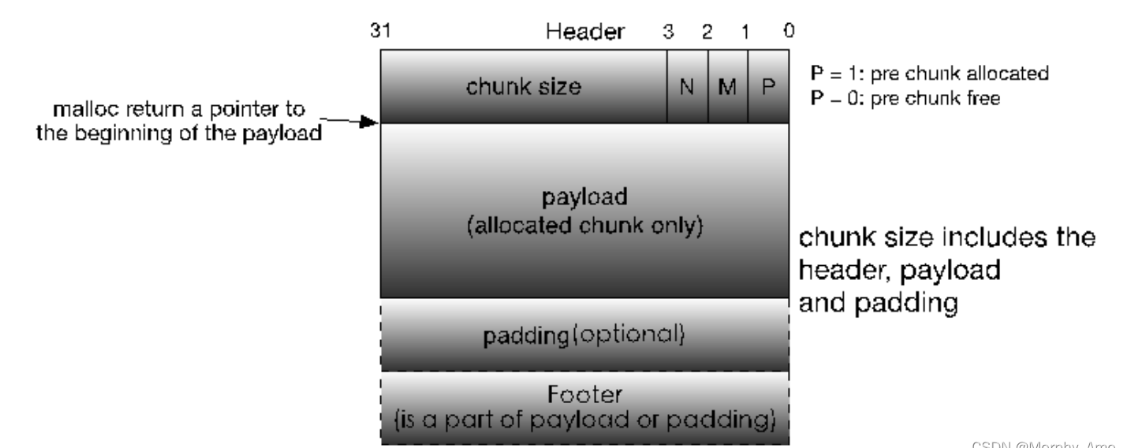 31 Header 3 2 1 0
chunk size N M P
P = 1: pre chunk allocated
P = 0: pre chunk free
malloc return a pointer to
the beginning of the payload
payload
(allocated chunk only)
chunk size includes the
header, payload
and padding
padding(optional)
Footer
(is a part of payload or padding)
CSDN @Morphy_Amo